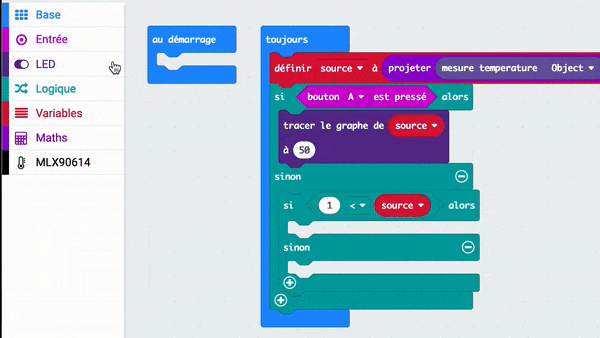 Base
Entrée
LED
Logique
Variables
Maths
MLX90614
au démarrage
toujours
définir source à projeter mesure temperature Object
si bouton A est pressé alors
tracer le graphe de source
à 50
sinon
si 1 < source alors
sinon